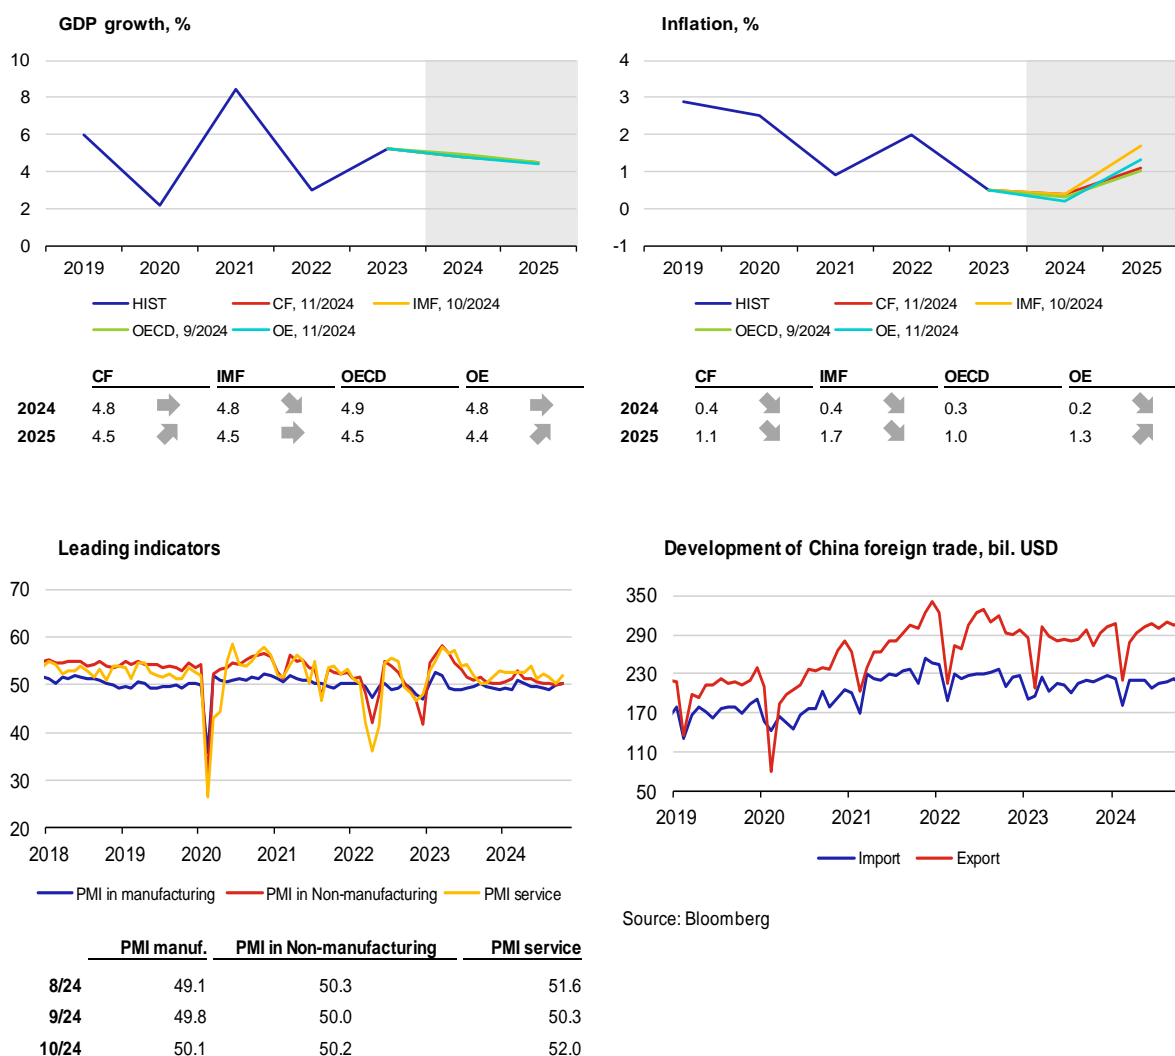 GDP growth, %
10
8
6
4
2
0
2019 2020 2021 2022 2023 2024 2025
HIST CF, 11/2024 IMF, 10/2024
OECD, 9/2024 OE, 11/2024
CF IMF OECD OE
2024 4.8 4.8 4.9 4.8
2025 4.5 4.5 4.5 4.4
Inflation, %
4
3
2
1
0
-1
2019 2020 2021 2022 2023 2024 2025
HIST CF, 11/2024 IMF, 10/2024
OECD, 9/2024 OE, 11/2024
CF IMF OECD OE
2024 0.4 0.4 0.3 0.2
2025 1.1 1.7 1.0 1.3
Leading indicators
70
60
50
40
30
20
2018 2019 2020 2021 2022 2023 2024
PMI in manufacturing PMI in Non-manufacturing PMI service
PMI manuf. PMI in Non-manufacturing PMI service
8/24 49.1 50.3 51.6
9/24 49.8 50.0 50.3
10/24 50.1 50.2 52.0
Development of China foreign trade, bil. USD
350
290
230
170
110
50
2019 2020 2021 2022 2023 2024
Import Export
Source: Bloomberg